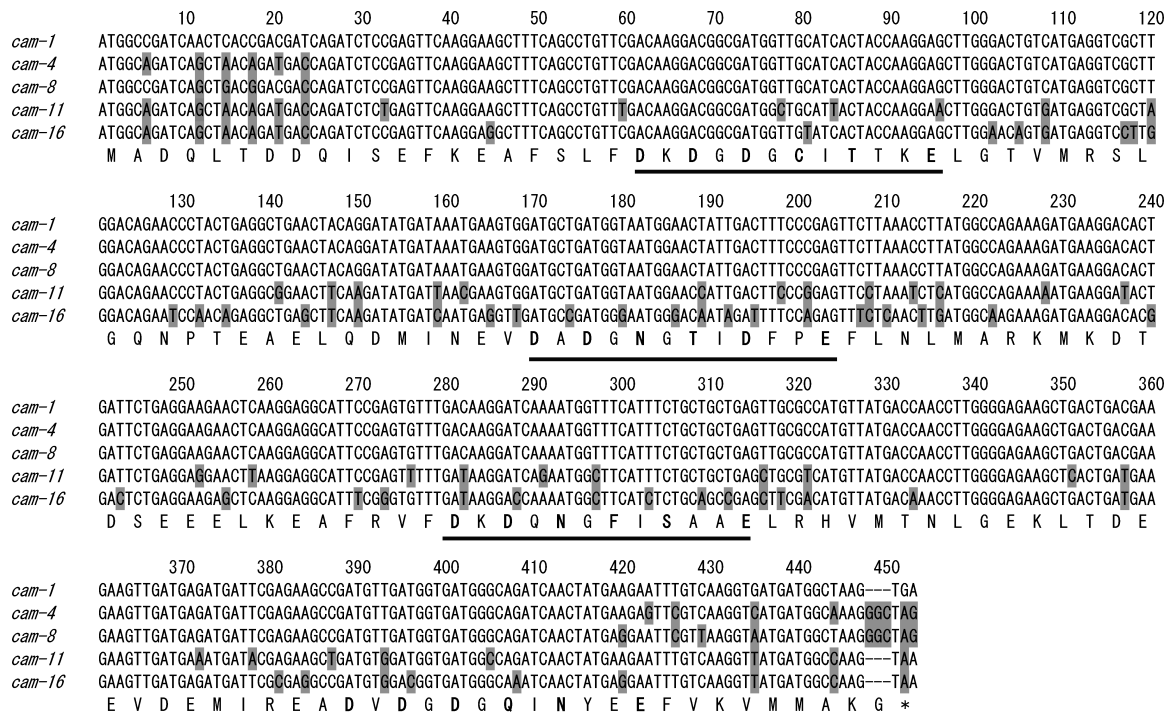 10 20 30 40 50 60 70 80 90 100 110 120
cam-1 ATGGCCGATCAACTCACCGACGATCAGATCTCCGAGTTCAAGGAAGCTTTCAGCCTGTTCGACAAGGACGGCGATGGTTGCATCACTACCAAGGAGCTTGGGACTGTCATGAGGTCGCTT
cam-4 ATGGCAGATCAGCTAACAGATGACCAGATCTCCGAGTTCAAGGAAGCTTTCAGCCTGTTCGACAAGGACGGCGATGGTTGCATCACTACCAAGGAGCTTGGGACTGTCATGAGGTCGCTT
cam-8 ATGGCCGATCAGCTGACGGACGACCAGATCTCCGAGTTCAAGGAAGCTTTCAGCCTGTTCGACAAGGACGGCGATGGTTGCATCACTACCAAGGAGCTTGGGACTGTCATGAGGTCGCTT
cam-11 ATGGCAGATCAGCTAACAGATGACCAGATCTCTGAGTTCAAGGAAGCTTTCAGCCTGTTTGACAAGGACGGCGATGGCTGCATTACTACCAAGGAACTTGGGACTGTGATGAGGTCGCTA
cam-16 ATGGCAGATCAGCTAACAGATGACCAGATCTCCGAGTTCAAGGAGGCTTTCAGCCTGTTCGACAAGGACGGCGATGGTTGTATCACTACCAAGGAGCTTGGAACAGTGATGAGGTCCTTG
M A D Q L T D D Q I S E F K E A F S L F D K D G D G C I T T K E L G T V M R S L
130 140 150 160 170 180 190 200 210 220 230 240
cam-1 GGACAGAACCCTACTGAGGCTGAACTACAGGATATGATAAATGAAGTGGATGCTGATGGTAATGGAACTATTGACTTTCCCGAGTTCTTAAACCTTATGGCCAGAAAGATGAAGGACACT
cam-4 GGACAGAACCCTACTGAGGCTGAACTACAGGATATGATAAATGAAGTGGATGCTGATGGTAATGGAACTATTGACTTTCCCGAGTTCTTAAACCTTATGGCCAGAAAGATGAAGGACACT
cam-8 GGACAGAACCCTACTGAGGCTGAACTACAGGATATGATAAATGAAGTGGATGCTGATGGTAATGGAACTATTGACTTTCCCGAGTTCTTAAACCTTATGGCCAGAAAGATGAAGGACACT
cam-11 GGACAGAACCCTACTGAGGCGGAACTTCAAGATATGATTAACGAAGTGGATGCTGATGGTAATGGAACCATTGACTTCCCGGAGTTCCTAAATCTCATGGCCAGAAAAATGAAGGATACT
cam-16 GGACAGAATCCAACAGAGGCTGAGCTTCAAGATATGATCAATGAGGTTGATGCCGATGGGAATGGGACAATAGATTTTCCAGAGTTTCTCAACTTGATGGCAAGAAAGATGAAGGACACG
G Q N P T E A E L Q D M I N E V D A D G N G T I D F P E F L N L M A R K M K D T
250 260 270 280 290 300 310 320 330 340 350 360
cam-1 GATTCTGAGGAAGAACTCAAGGAGGCATTCCGAGTGTTTGACAAGGATCAAAATGGTTTCATTTCTGCTGCTGAGTTGCGCCATGTTATGACCAACCTTGGGGAGAAGCTGACTGACGAA
cam-4 GATTCTGAGGAAGAACTCAAGGAGGCATTCCGAGTGTTTGACAAGGATCAAAATGGTTTCATTTCTGCTGCTGAGTTGCGCCATGTTATGACCAACCTTGGGGAGAAGCTGACTGACGAA
cam-8 GATTCTGAGGAAGAACTCAAGGAGGCATTCCGAGTGTTTGACAAGGATCAAAATGGTTTCATTTCTGCTGCTGAGTTGCGCCATGTTATGACCAACCTTGGGGAGAAGCTGACTGACGAA
cam-11 GATTCTGAGGAGGAACTTAAGGAGGCATTCCGAGTTTTTGATAAGGATCAGAATGGCTTCATTTCTGCTGCTGAGCTGCGTCATGTTATGACCAACCTTGGGGAGAAGCTCACTGATGAA
cam-16 GACTCTGAGGAAGAGCTCAAGGAGGCATTTCGGGTGTTTGATAAGGACCAAAATGGCTTCATCTCTGCAGCCGAGCTTCGACATGTTATGACAAACCTTGGGGAGAAGCTGACTGATGAA
D S E E E L K E A F R V F D K D Q N G F I S A A E L R H V M T N L G E K L T D E
370 380 390 400 410 420 430 440 450
cam-1 GAAGTTGATGAGATGATTCGAGAAGCCGATGTTGATGGTGATGGGCAGATCAACTATGAAGAATTTGTCAAGGTGATGATGGCTAAG---TGA
cam-4 GAAGTTGATGAGATGATTCGAGAAGCCGATGTTGATGGTGATGGGCAGATCAACTATGAAGAGTTCGTCAAGGTCATGATGGCAAAGGGCTAG
cam-8 GAAGTTGATGAGATGATTCGAGAAGCCGATGTTGATGGTGATGGGCAGATCAACTATGAGGAATTCGTTAAGGTAATGATGGCTAAGGGCTAG
cam-11 GAAGTTGATGAAATGATACGAGAAGCTGATGTGGATGGTGATGGCCAGATCAACTATGAAGAATTTGTCAAGGTTATGATGGCCAAG---TAA
cam-16 GAAGTTGATGAGATGATTCGCGAGGCCGATGTGGACGGTGATGGGCAAATCAACTATGAGGAATTTGTCAAGGTTATGATGGCCAAG---TAA
E V D E M I R E A D V D G D G Q I N Y E E F V K V M M A K G *